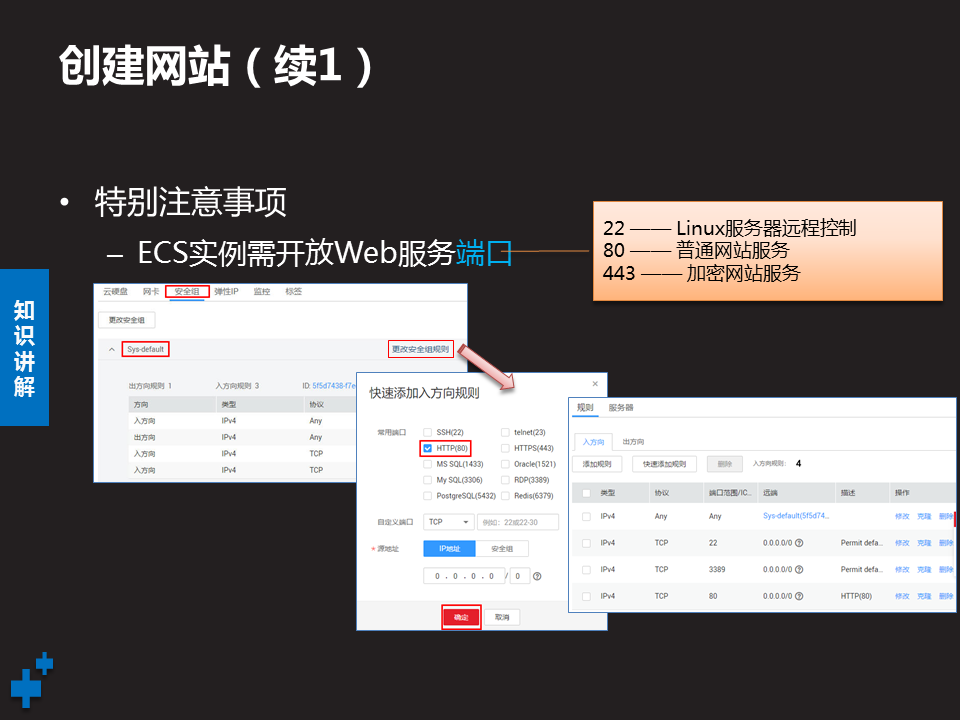 创建网站（续1）
• 特别注意事项
– ECS实例需开放Web服务端口
22 —— Linux服务器远程控制
80 —— 普通网站服务
443 —— 加密网站服务
知识讲解
云硬盘 网卡 安全组 弹性IP 监控 标签
更改安全组
Sys-default 更改安全组规则
出方向规则 1 入方向规则 3 ID: 5f5d7438-f7e
方向 类型 协议
入方向 IPv4 Any
出方向 IPv4 Any
入方向 IPv4 TCP
入方向 IPv4 TCP
快速添加入方向规则 ×
常用端口 SSH(22) telnet(23)
HTTP(80) HTTPS(443)
MS SQL(1433) Oracle(1521)
My SQL(3306) RDP(3389)
PostgreSQL(5432) Redis(6379)
自定义端口 TCP 例如：22或22-30
* 源地址 IP地址 安全组
0 . 0 . 0 . 0 / 0
确定 取消
规则 服务器
入方向 出方向
添加规则 快速添加规则 删除 入方向规则: 4
类型 协议 端口范围/IC... 远端 描述 操作
IPv4 Any Any Sys-default(5f5d74... 修改 克隆 删除
IPv4 TCP 22 0.0.0.0/0 Permit defa... 修改 克隆 删除
IPv4 TCP 3389 0.0.0.0/0 Permit defa... 修改 克隆 删除
IPv4 TCP 80 0.0.0.0/0 HTTP(80) 修改 克隆 删除